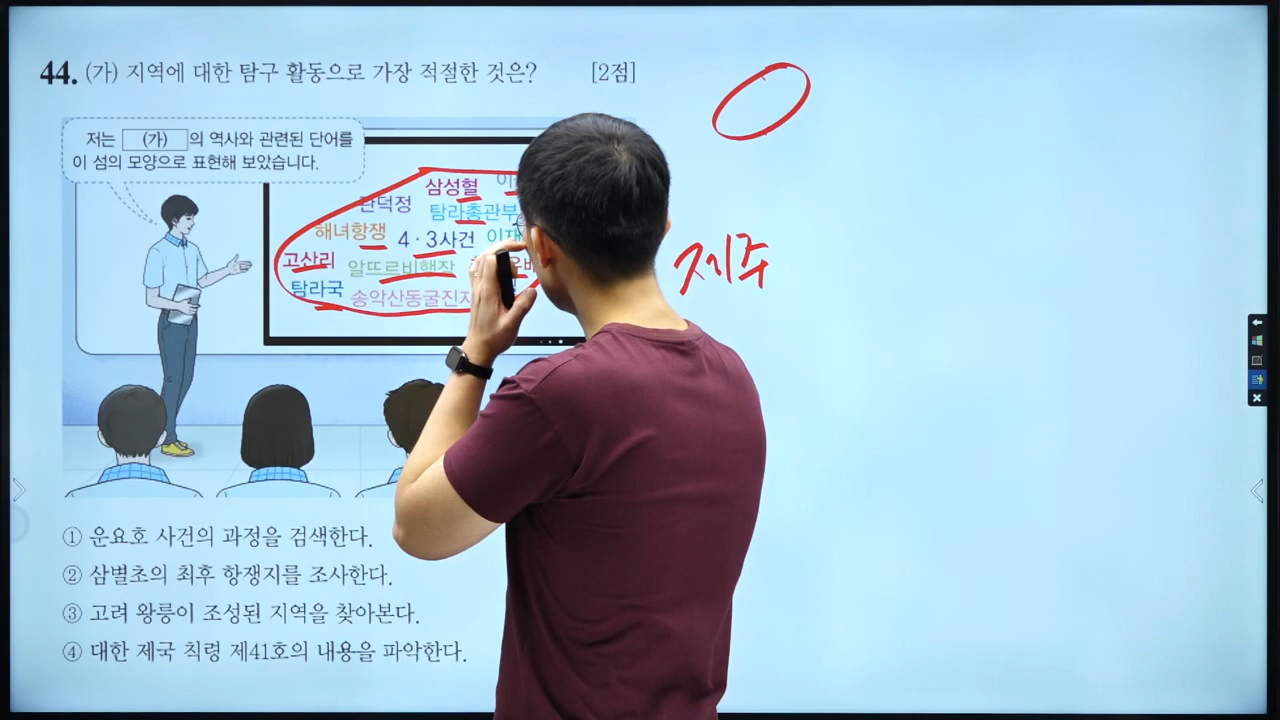 44. (가) 지역에 대한 탐구 활동으로 가장 적절한 것은? [2점]
저는 (가) 의 역사와 관련된 단어를
이 섬의 모양으로 표현해 보았습니다.
삼성혈
관덕정 탐라총관부
해녀항쟁 4·3사건 이재
고산리 알뜨르비행장
탐라국 송악산동굴진지
제주
① 운요호 사건의 과정을 검색한다.
② 삼별초의 최후 항쟁지를 조사한다.
③ 고려 왕릉이 조성된 지역을 찾아본다.
④ 대한 제국 칙령 제41호의 내용을 파악한다.